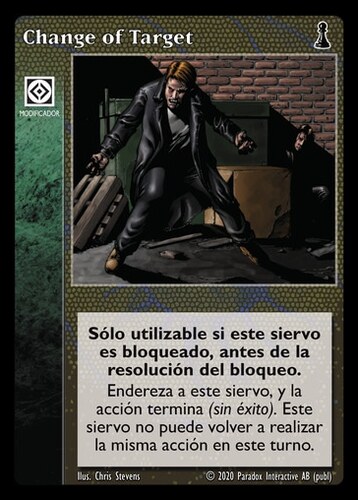 Change of Target
MODIFICADOR
Sólo utilizable si este siervo
es bloqueado, antes de la
resolución del bloqueo.
Endereza a este siervo, y la
acción termina (sin éxito). Este
siervo no puede volver a realizar
la misma acción en este turno.
Ilus. Chris Stevens
© 2020 Paradox Interactive AB (publ)